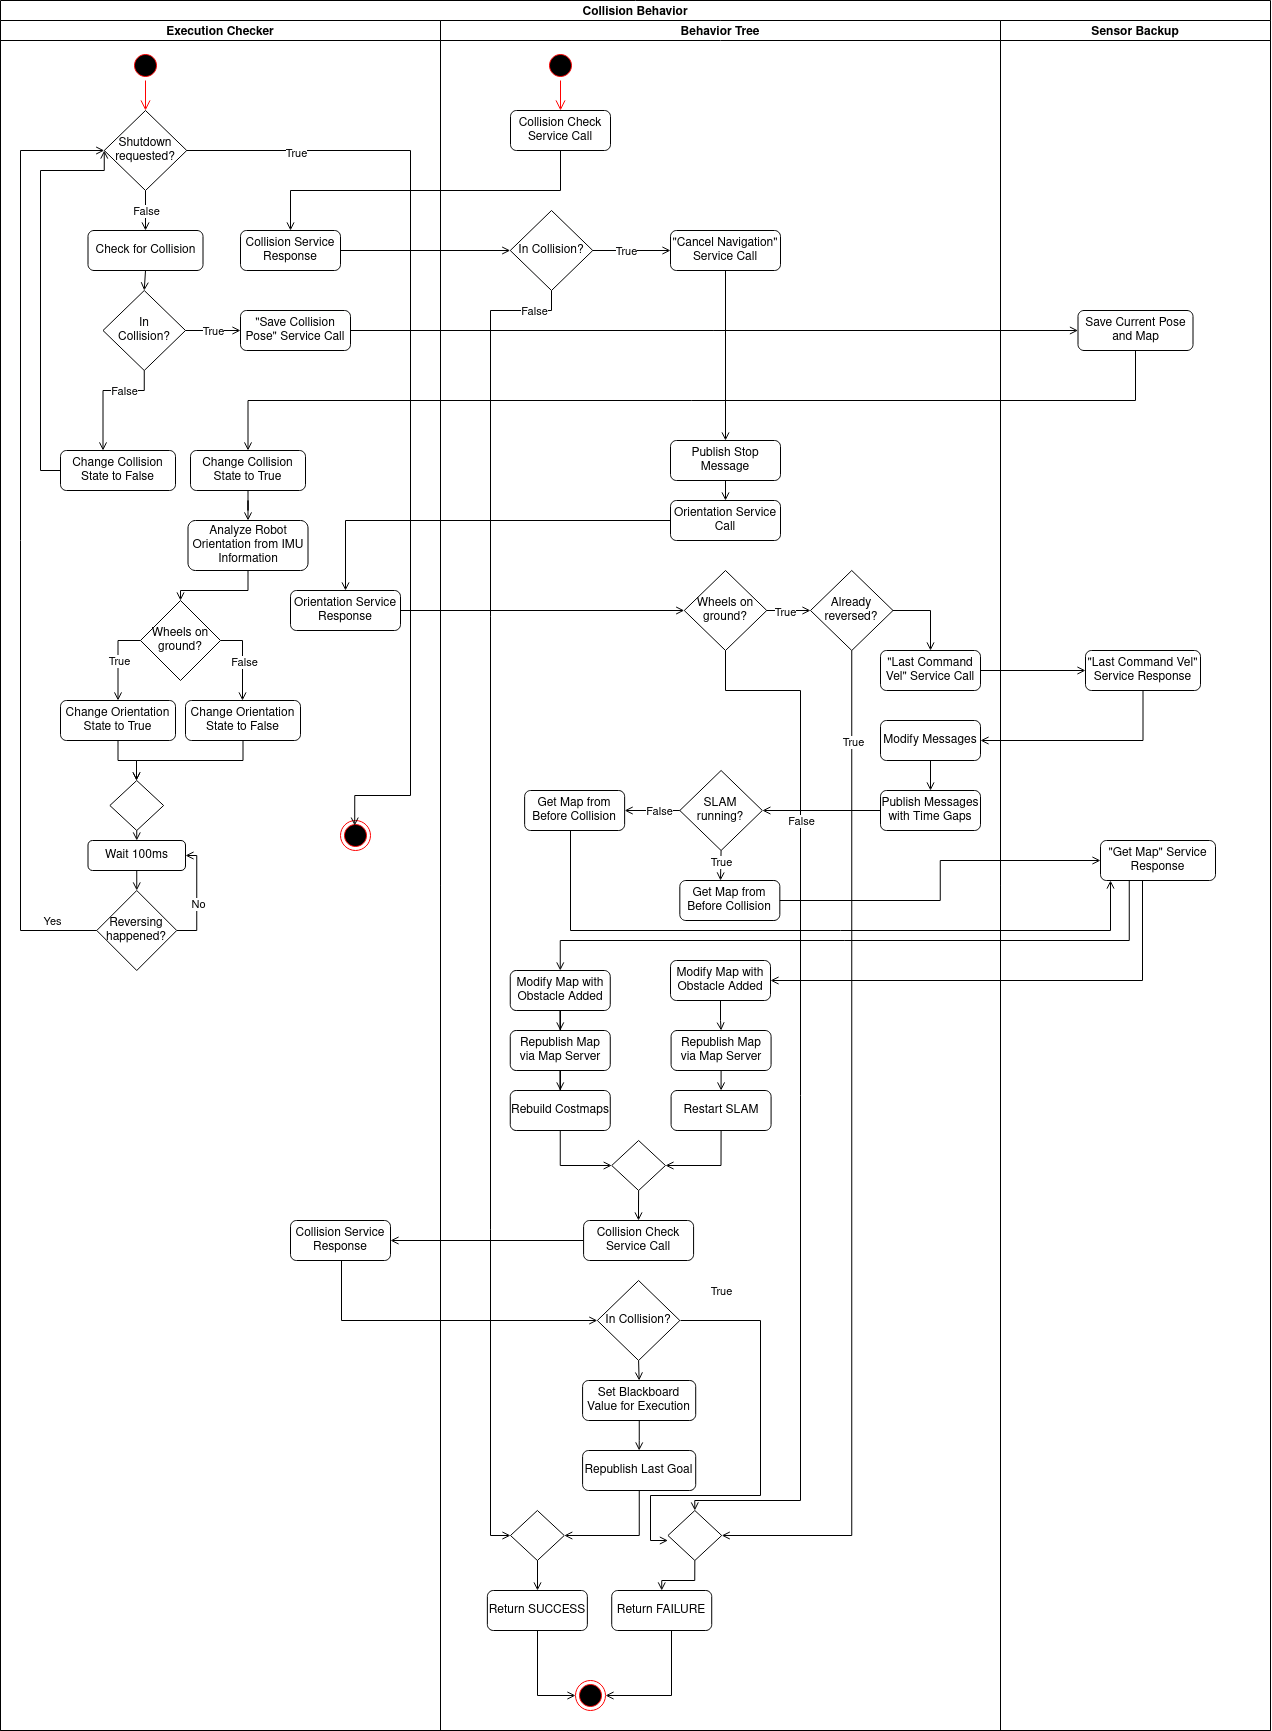 Collision Behavior
Execution Checker
Behavior Tree
Sensor Backup
Collision Check
Service Call
Shutdown
requested?
True
False
Check for Collision
Collision Service
Response
In Collision?
True
"Cancel Navigation"
Service Call
False
In
Collision?
True
"Save Collision
Pose" Service Call
Save Current Pose
and Map
False
Change Collision
State to False
Change Collision
State to True
Publish Stop
Message
Orientation Service
Call
Analyze Robot
Orientation from IMU
Information
Orientation Service
Response
Wheels on
ground?
True
Already
reversed?
Wheels on
ground?
True
False
"Last Command
Vel" Service Call
"Last Command Vel"
Service Response
Change Orientation
State to True
Change Orientation
State to False
True
Modify Messages
Get Map from
Before Collision
False
SLAM
running?
False
Publish Messages
with Time Gaps
Wait 100ms
True
"Get Map" Service
Response
Get Map from
Before Collision
No
Yes
Reversing
happened?
Modify Map with
Obstacle Added
Modify Map with
Obstacle Added
Republish Map
via Map Server
Republish Map
via Map Server
Rebuild Costmaps
Restart SLAM
Collision Service
Response
Collision Check
Service Call
True
In Collision?
Set Blackboard
Value for Execution
Republish Last Goal
Return SUCCESS
Return FAILURE